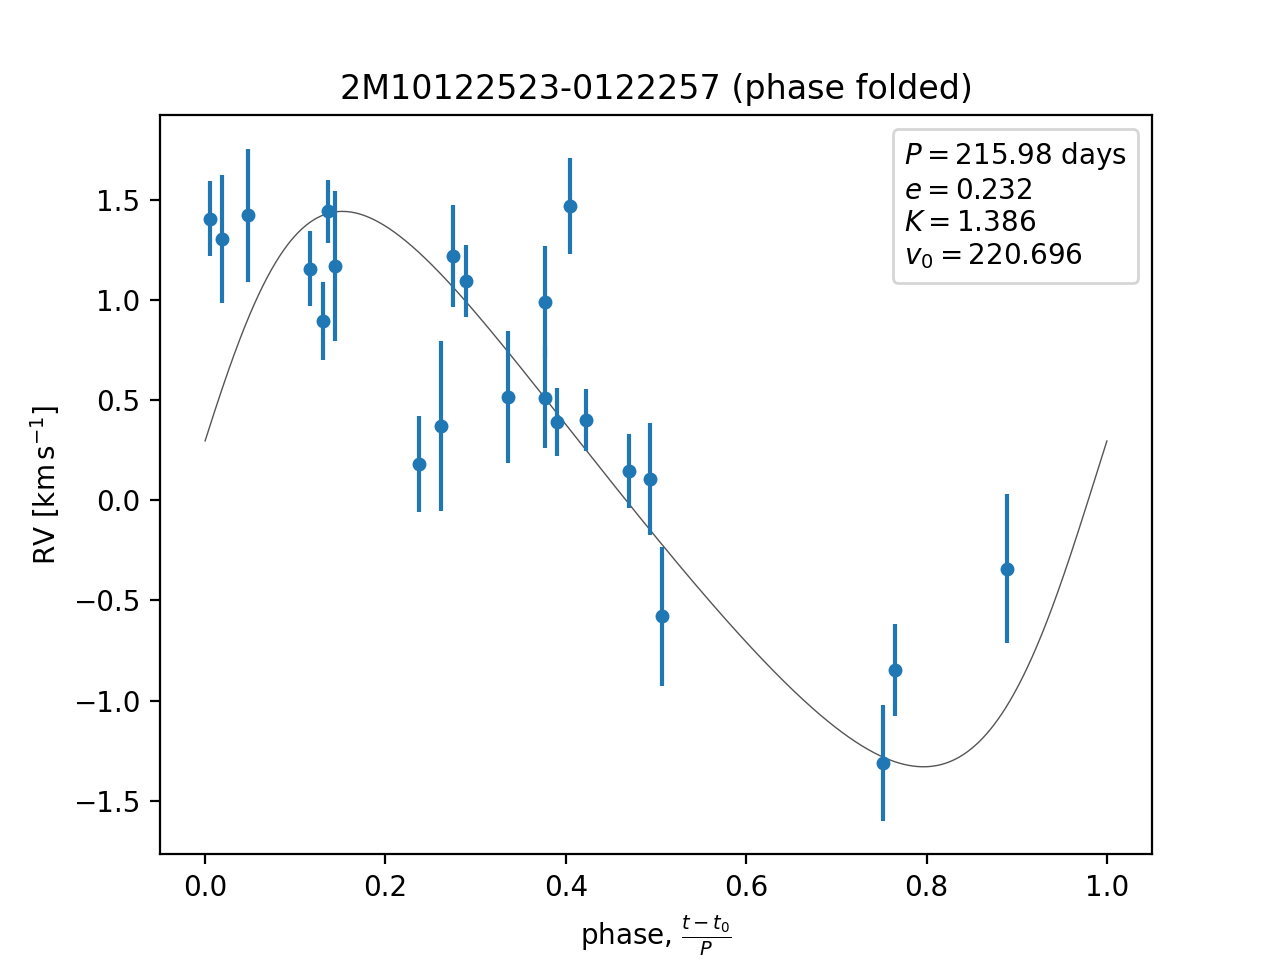 2M10122523-0122257 (phase folded)
P = 215.98 days
e = 0.232
K = 1.386
v₀ = 220.696
RV [km s⁻¹]
1.5
1.0
0.5
0.0
−0.5
−1.0
−1.5
0.0 0.2 0.4 0.6 0.8 1.0
phase, (t − t₀)/P